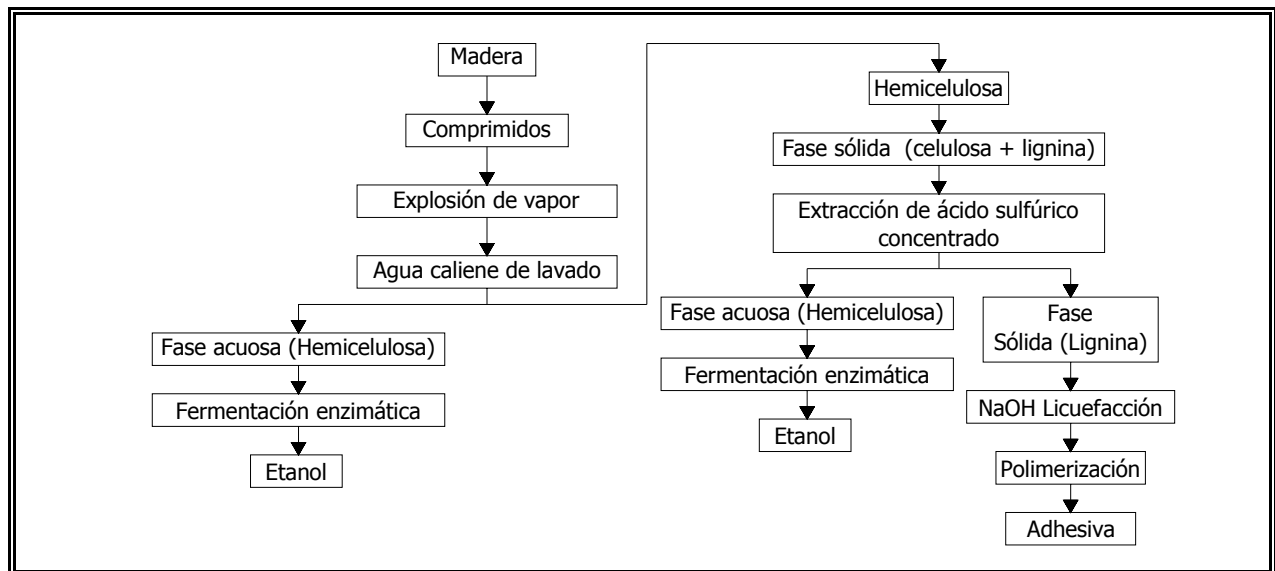 Madera
Comprimidos
Explosión de vapor
Agua caliene de lavado
Fase acuosa (Hemicelulosa)
Fermentación enzimática
Etanol
Hemicelulosa
Fase sólida (celulosa + lignina)
Extracción de ácido sulfúrico
concentrado
Fase acuosa (Hemicelulosa)
Fermentación enzimática
Etanol
Fase
Sólida (Lignina)
NaOH Licuefacción
Polimerización
Adhesiva